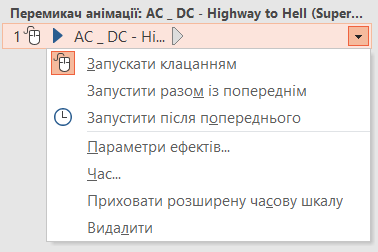 Перемикач анімації: AC _ DC - Highway to Hell (Super...
1 AC _ DC - Hi...
Запускати клацанням
Запустити разом із попереднім
Запустити після попереднього
Параметри ефектів...
Час...
Приховати розширену часову шкалу
Видалити